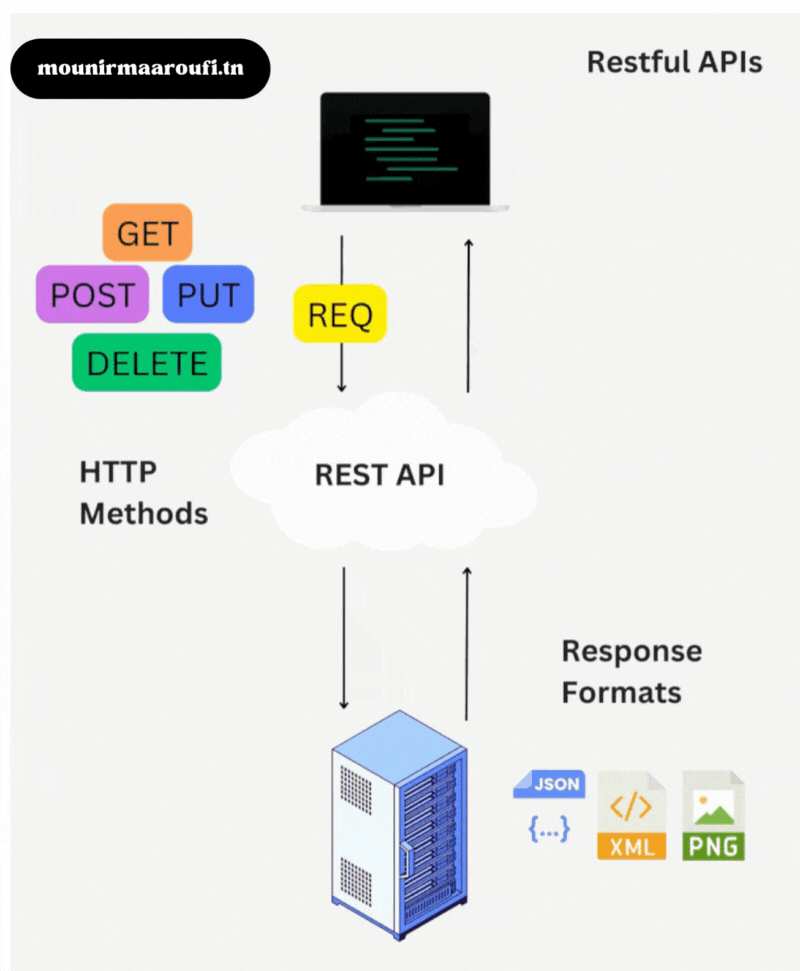 mounirmaaroufi.tn
Restful APIs
GET
POST
PUT
DELETE
REQ
HTTP
Methods
REST API
Response
Formats
JSON
{...}
</>
XML
PNG